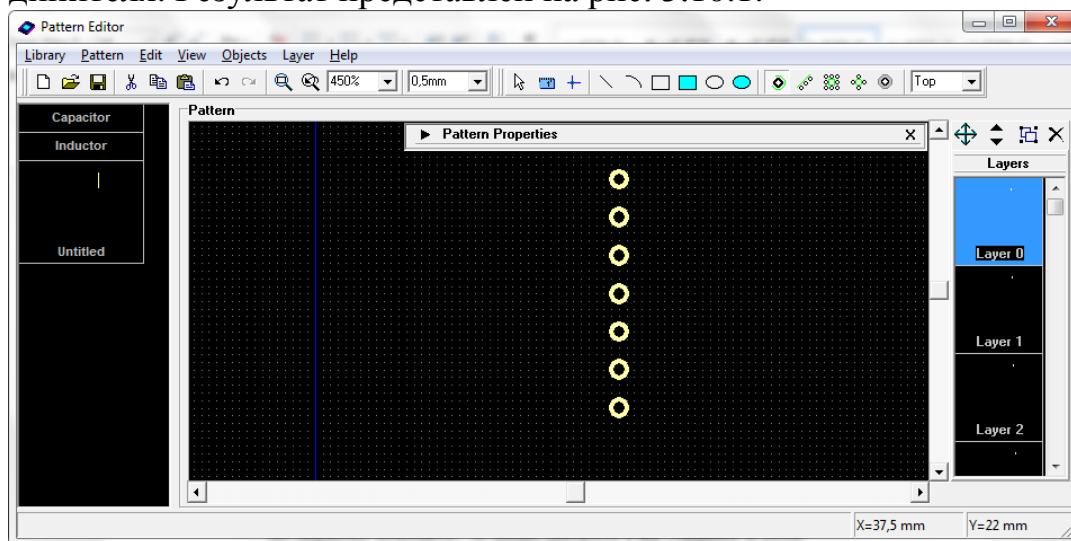 Pattern Editor
Library Pattern Edit View Objects Layer Help
450% 0,5mm Top
Capacitor
Inductor
Untitled
Pattern
Pattern Properties
Layers
Layer 0
Layer 1
Layer 2
X=37,5 mm Y=22 mm